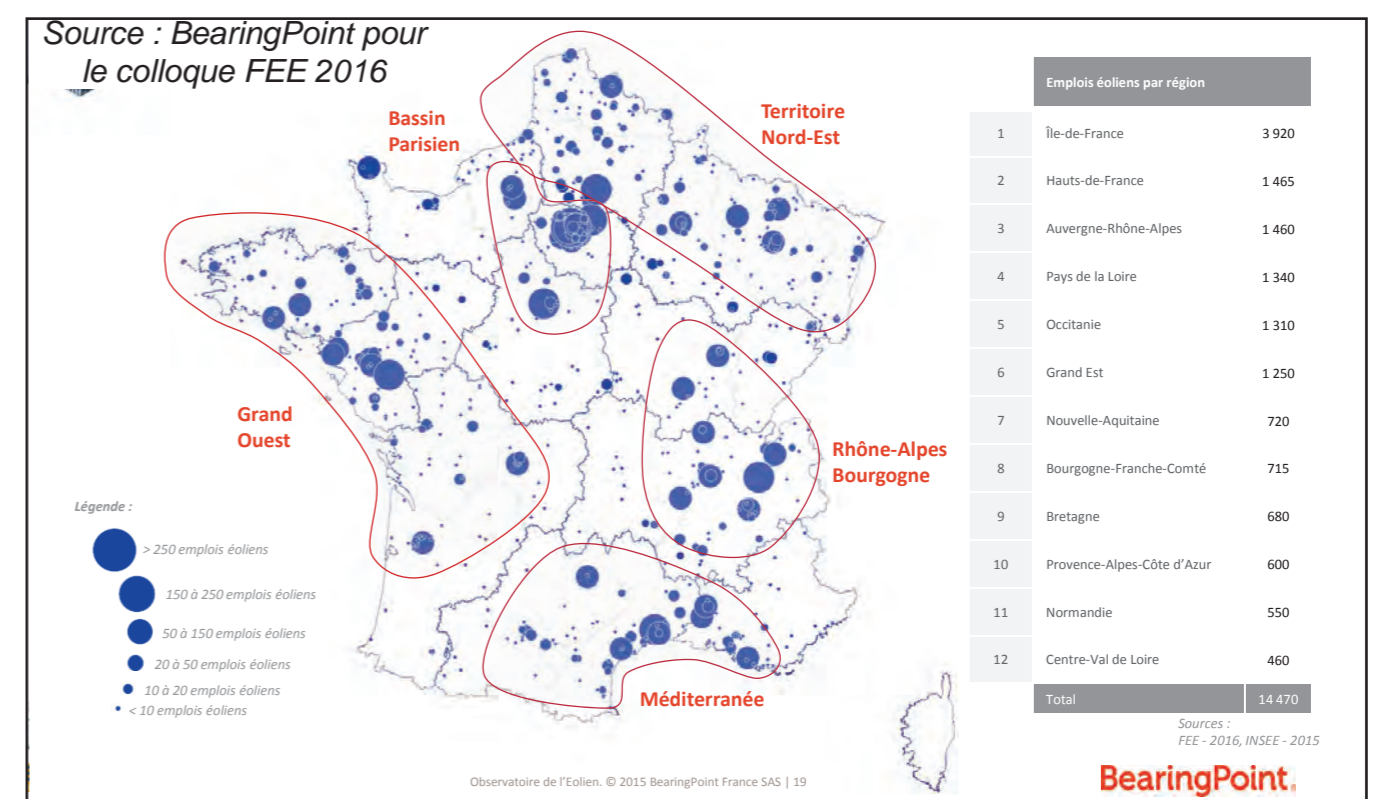 Source : BearingPoint pour
le colloque FEE 2016
Bassin
Parisien
Territoire
Nord-Est
Grand
Ouest
Rhône-Alpes
Bourgogne
Méditerranée
Légende :
> 250 emplois éoliens
150 à 250 emplois éoliens
50 à 150 emplois éoliens
20 à 50 emplois éoliens
10 à 20 emplois éoliens
< 10 emplois éoliens
Emplois éoliens par région
1 Île-de-France 3 920
2 Hauts-de-France 1 465
3 Auvergne-Rhône-Alpes 1 460
4 Pays de la Loire 1 340
5 Occitanie 1 310
6 Grand Est 1 250
7 Nouvelle-Aquitaine 720
8 Bourgogne-Franche-Comté 715
9 Bretagne 680
10 Provence-Alpes-Côte d’Azur 600
11 Normandie 550
12 Centre-Val de Loire 460
Total 14 470
Sources :
FEE - 2016, INSEE - 2015
Observatoire de l’Eolien. © 2015 BearingPoint France SAS | 19
BearingPoint.